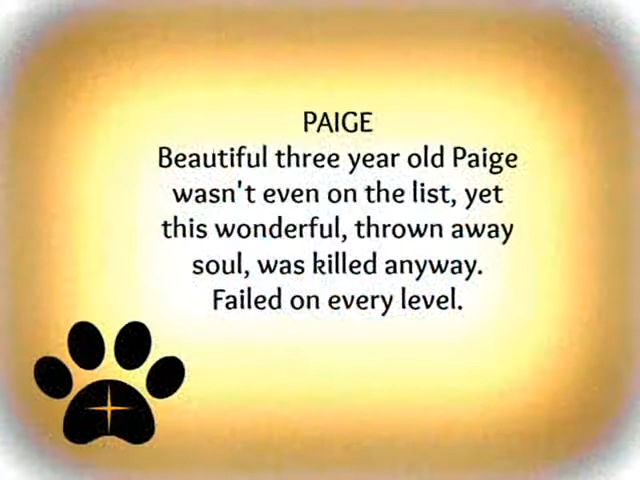 PAIGE
Beautiful three year old Paige
wasn't even on the list, yet
this wonderful, thrown away
soul, was killed anyway.
Failed on every level.